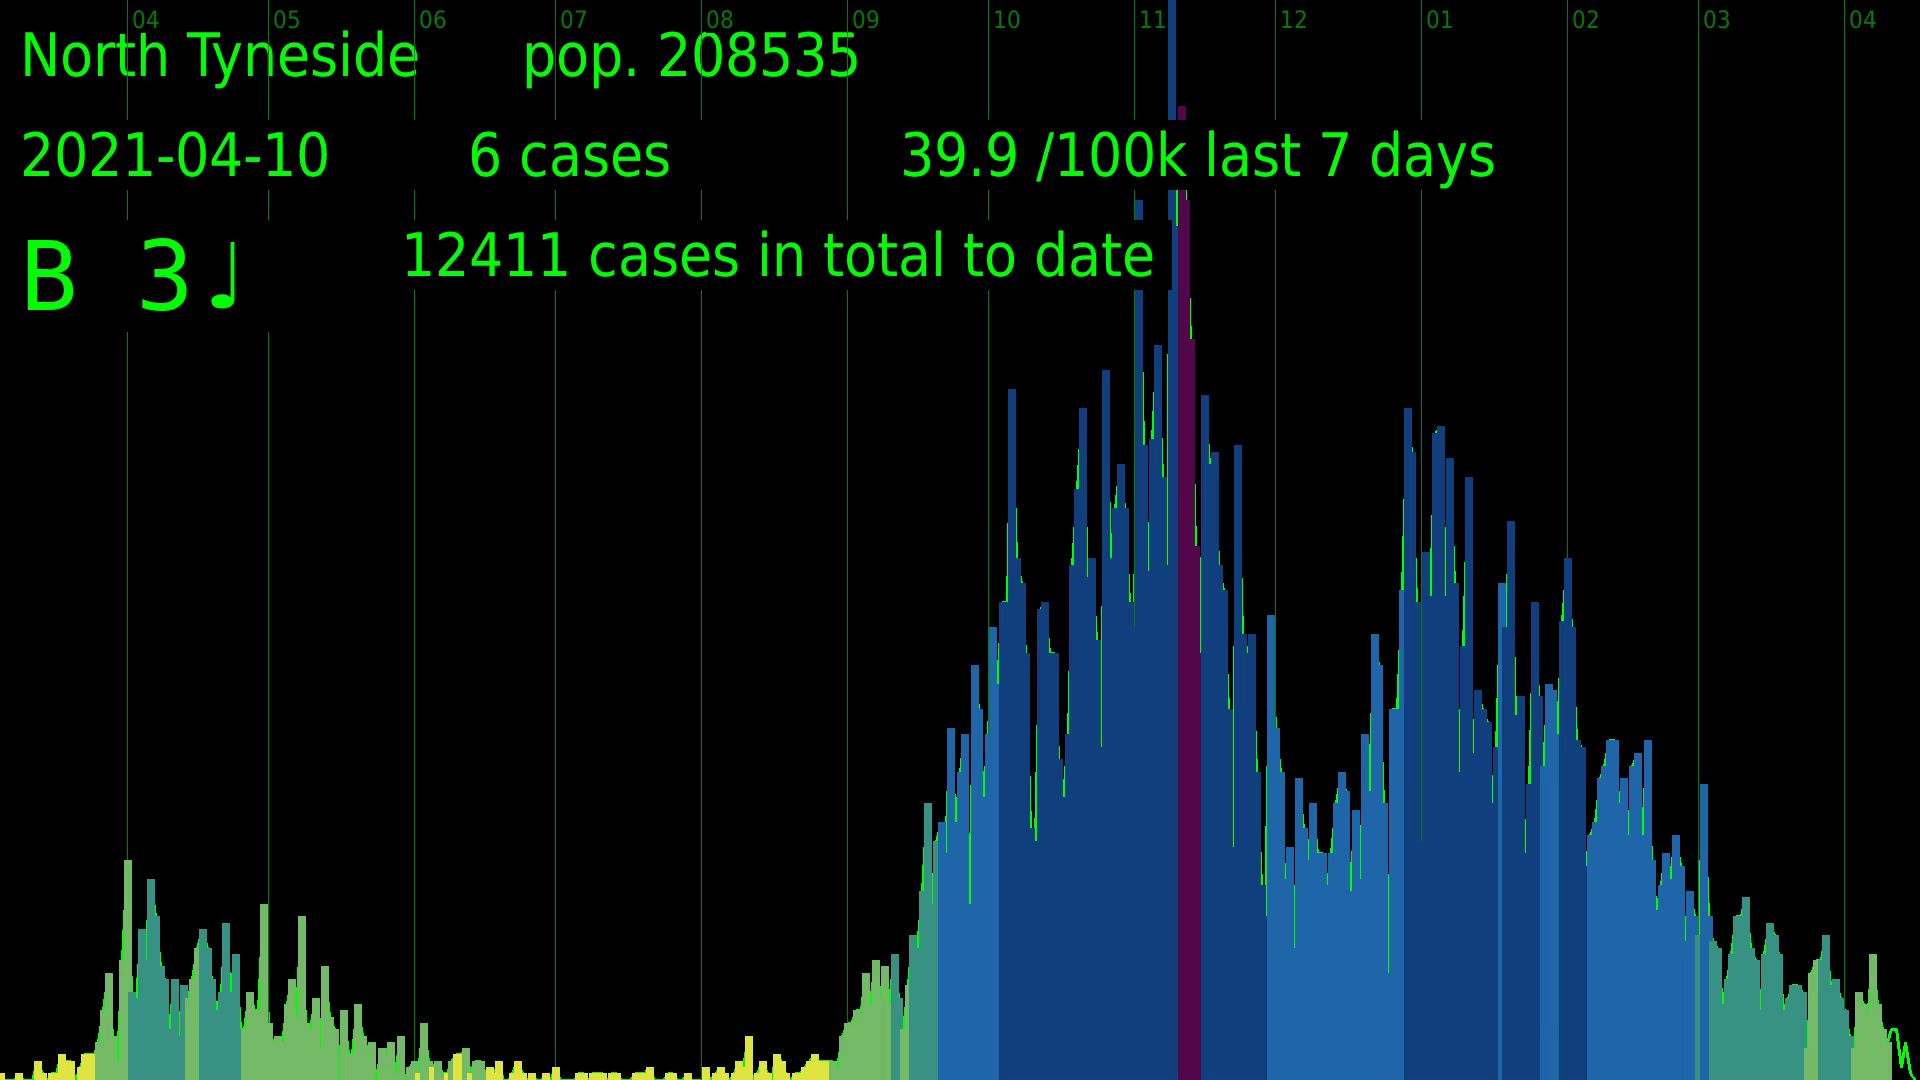 04 05 06 07 08 09 10 11 12 01 02 03 04
North Tyneside pop. 208535
2021-04-10 6 cases 39.9 /100k last 7 days
B 3♩ 12411 cases in total to date